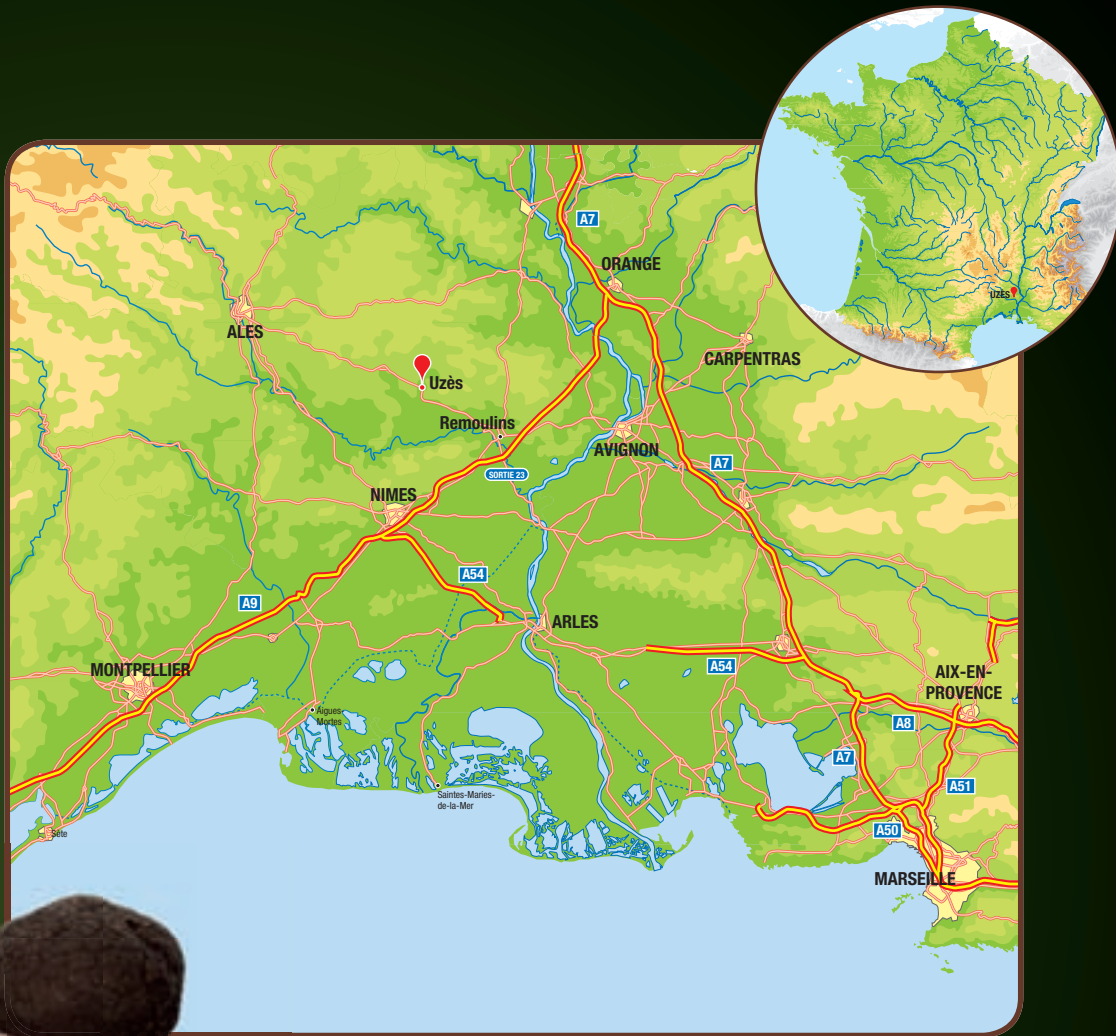 UZÈS
A7
ORANGE
ALES
CARPENTRAS
Uzès
Remoulins
AVIGNON
A7
SORTIE 23
NIMES
A54
A9
ARLES
MONTPELLIER
A54
AIX-EN-
PROVENCE
Aigues
Mortes
A8
A7
A51
Saintes-Maries-
de-la-Mer
A50
Sète
MARSEILLE